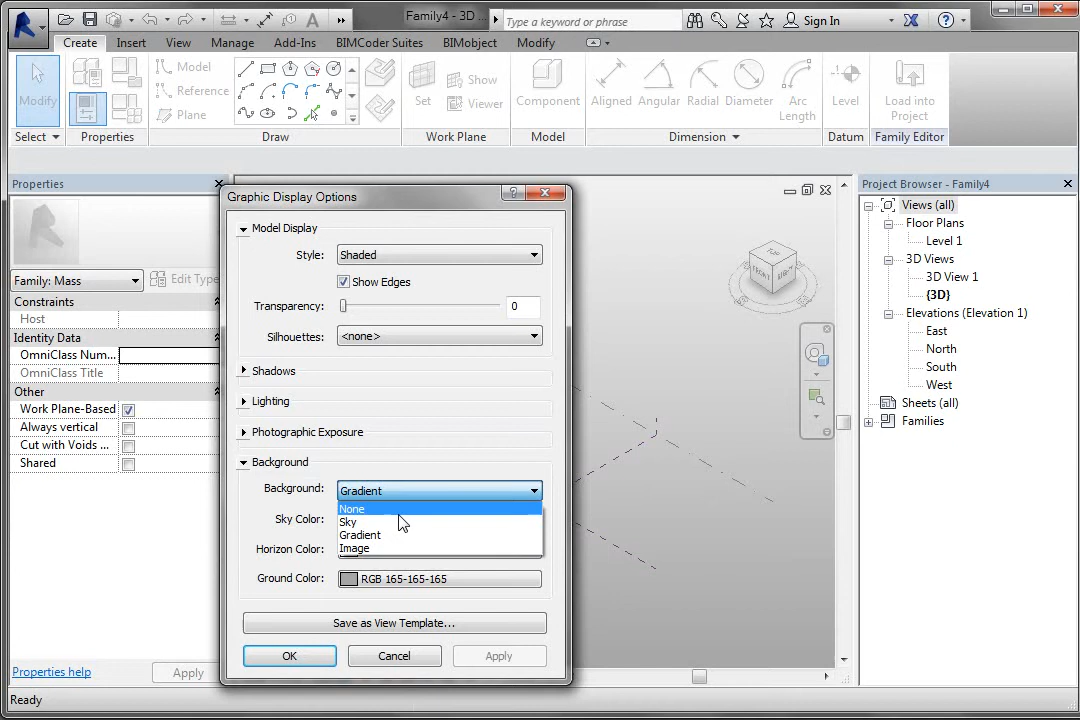 Family4 - 3D ...
Type a keyword or phrase
Sign In
Create Insert View Manage Add-Ins BIMCoder Suites BIMobject Modify
Modify
Model
Reference
Plane
Set
Show
Viewer
Component
Aligned Angular Radial Diameter Arc Length
Level
Load into Project
Select Properties Draw Work Plane Model Dimension Datum Family Editor
Properties
Family: Mass
Edit Type
Constraints
Host
Identity Data
OmniClass Num...
OmniClass Title
Other
Work Plane-Based
Always vertical
Cut with Voids ...
Shared
Properties help
Apply
Ready
Graphic Display Options
Model Display
Style: Shaded
Show Edges
Transparency: 0
Silhouettes: <none>
Shadows
Lighting
Photographic Exposure
Background
Background: Gradient
None
Sky
Gradient
Image
Sky Color:
Horizon Color:
Ground Color: RGB 165-165-165
Save as View Template...
OK Cancel Apply
TOP
FRONT
Project Browser - Family4
Views (all)
Floor Plans
Level 1
3D Views
3D View 1
{3D}
Elevations (Elevation 1)
East
North
South
West
Sheets (all)
Families